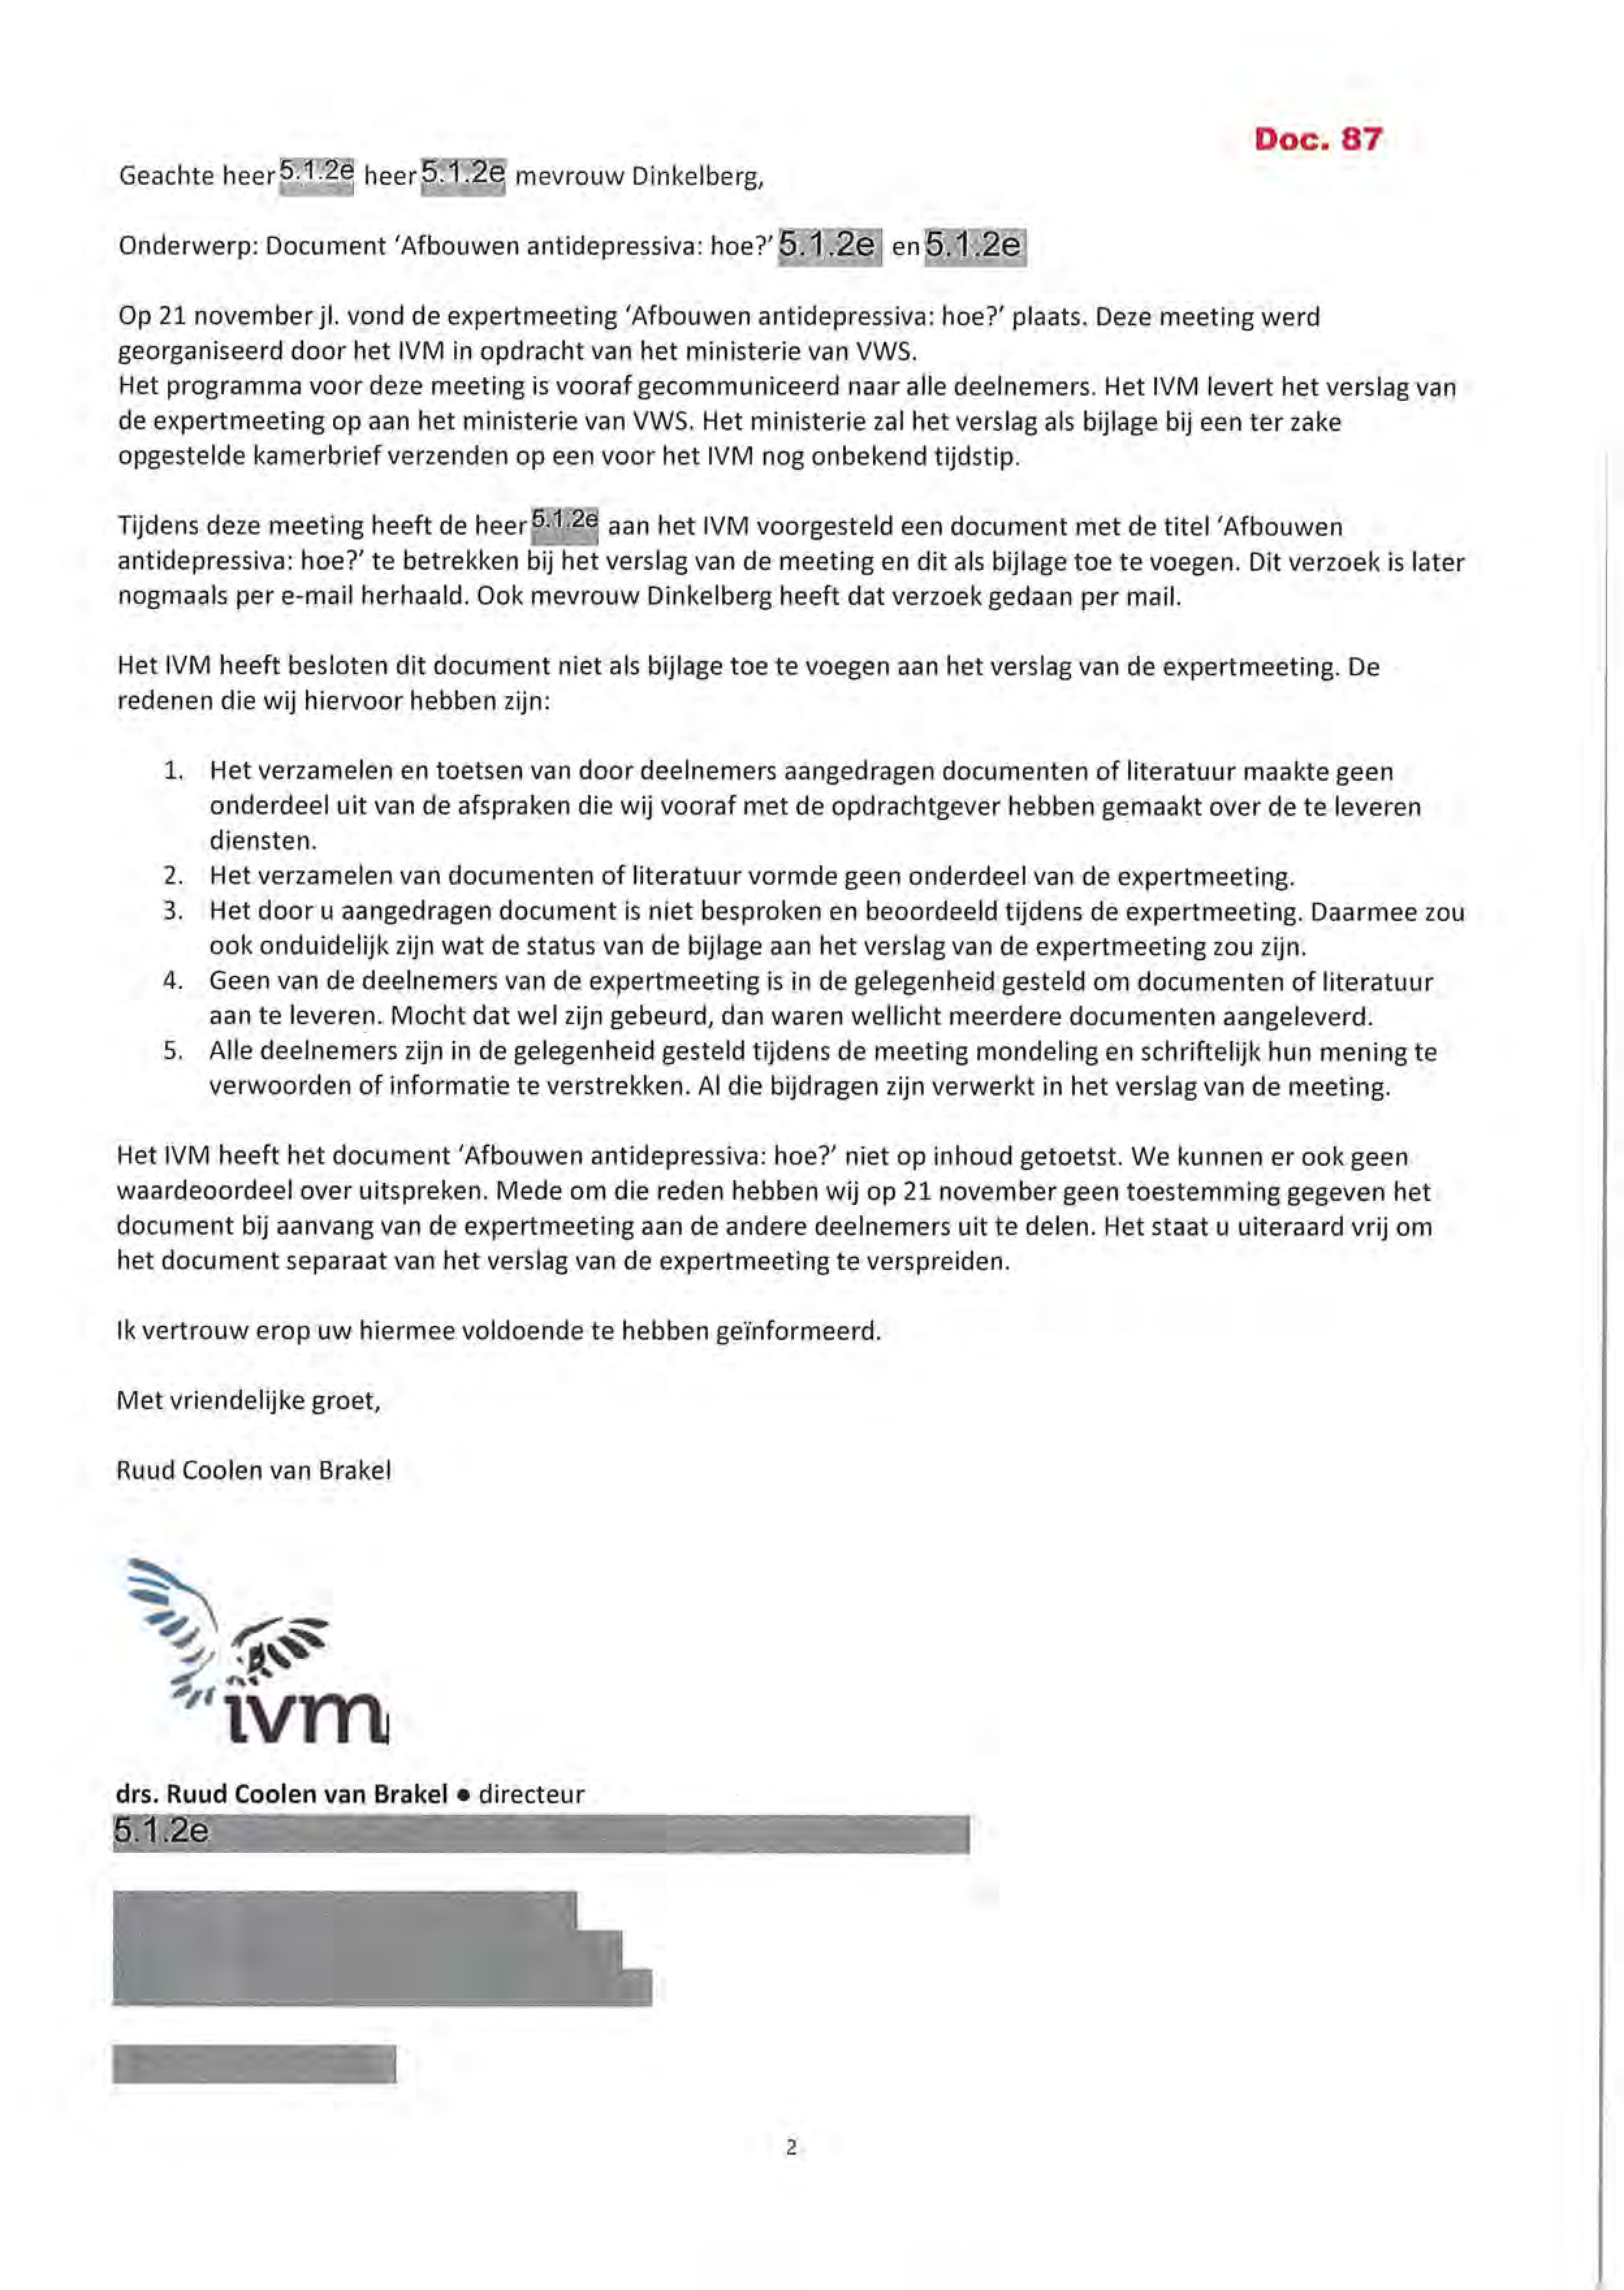 Doc. 87
Geachte heer 5.1.2e heer 5.1.2e mevrouw Dinkelberg,
Onderwerp: Document ‘Afbouwen antidepressiva: hoe?’ 5.1.2e en 5.1.2e
Op 21 november jl. vond de expertmeeting ‘Afbouwen antidepressiva: hoe?’ plaats. Deze meeting werd
georganiseerd door het IVM in opdracht van het ministerie van VWS.
Het programma voor deze meeting is vooraf gecommuniceerd naar alle deelnemers. Het IVM levert het verslag van
de expertmeeting op aan het ministerie van VWS. Het ministerie zal het verslag als bijlage bij een ter zake
opgestelde kamerbrief verzenden op een voor het IVM nog onbekend tijdstip.
Tijdens deze meeting heeft de heer 5.1.2e aan het IVM voorgesteld een document met de titel ‘Afbouwen
antidepressiva: hoe?’ te betrekken bij het verslag van de meeting en dit als bijlage toe te voegen. Dit verzoek is later
nogmaals per e-mail herhaald. Ook mevrouw Dinkelberg heeft dat verzoek gedaan per mail.
Het IVM heeft besloten dit document niet als bijlage toe te voegen aan het verslag van de expertmeeting. De
redenen die wij hiervoor hebben zijn:
1. Het verzamelen en toetsen van door deelnemers aangedragen documenten of literatuur maakte geen
onderdeel uit van de afspraken die wij vooraf met de opdrachtgever hebben gemaakt over de te leveren
diensten.
2. Het verzamelen van documenten of literatuur vormde geen onderdeel van de expertmeeting.
3. Het door u aangedragen document is niet besproken en beoordeeld tijdens de expertmeeting. Daarmee zou
ook onduidelijk zijn wat de status van de bijlage aan het verslag van de expertmeeting zou zijn.
4. Geen van de deelnemers van de expertmeeting is in de gelegenheid gesteld om documenten of literatuur
aan te leveren. Mocht dat wel zijn gebeurd, dan waren wellicht meerdere documenten aangeleverd.
5. Alle deelnemers zijn in de gelegenheid gesteld tijdens de meeting mondeling en schriftelijk hun mening te
verwoorden of informatie te verstrekken. Al die bijdragen zijn verwerkt in het verslag van de meeting.
Het IVM heeft het document ‘Afbouwen antidepressiva: hoe?’ niet op inhoud getoetst. We kunnen er ook geen
waardeoordeel over uitspreken. Mede om die reden hebben wij op 21 november geen toestemming gegeven het
document bij aanvang van de expertmeeting aan de andere deelnemers uit te delen. Het staat u uiteraard vrij om
het document separaat van het verslag van de expertmeeting te verspreiden.
Ik vertrouw erop uw hiermee voldoende te hebben geïnformeerd.
Met vriendelijke groet,
Ruud Coolen van Brakel
ivm
drs. Ruud Coolen van Brakel ● directeur
5.1.2e
2